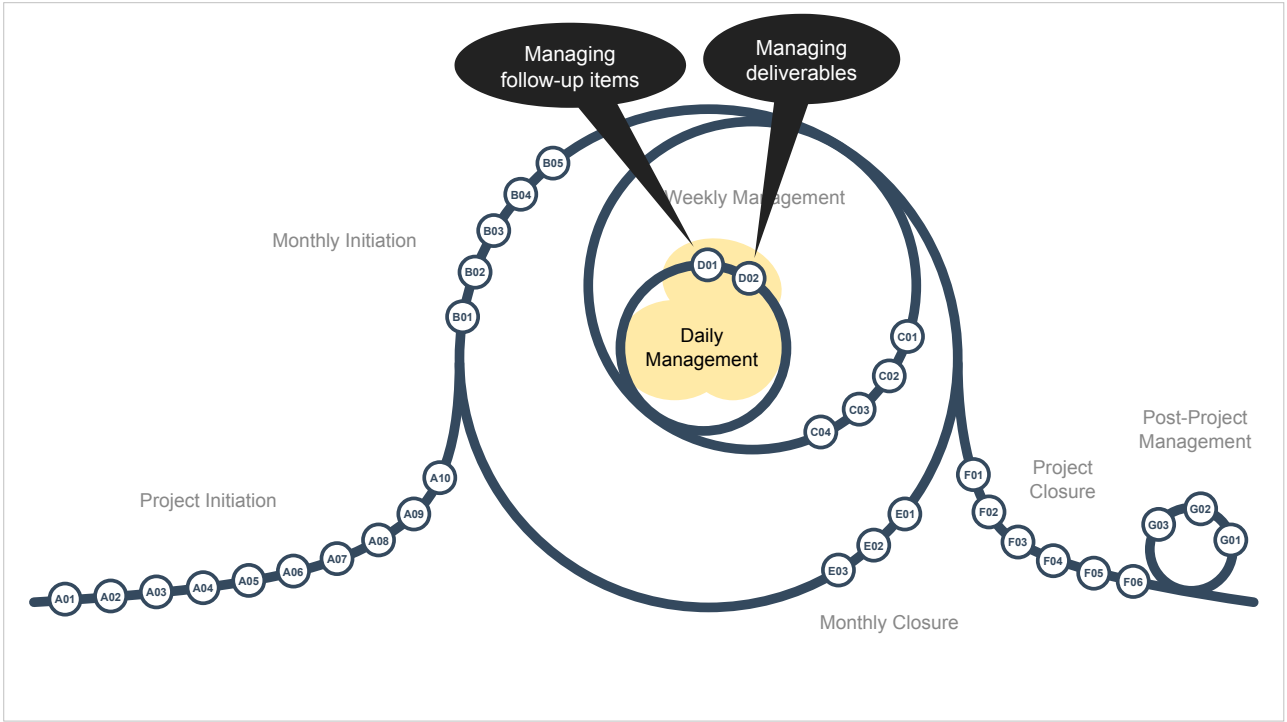 Managing
follow-up items
Managing
deliverables
B05
B04
Weekly Management
B03
Monthly Initiation
B02
D01
D02
B01
Daily
Management
C01
C02
C03
C04
Post-Project
Management
A10
Project Initiation
Project
Closure
F01
F02
F03
F04
F05
F06
G03
G02
G01
E01
E02
E03
A09
A08
A07
A06
A05
A04
A03
A02
A01
Monthly Closure